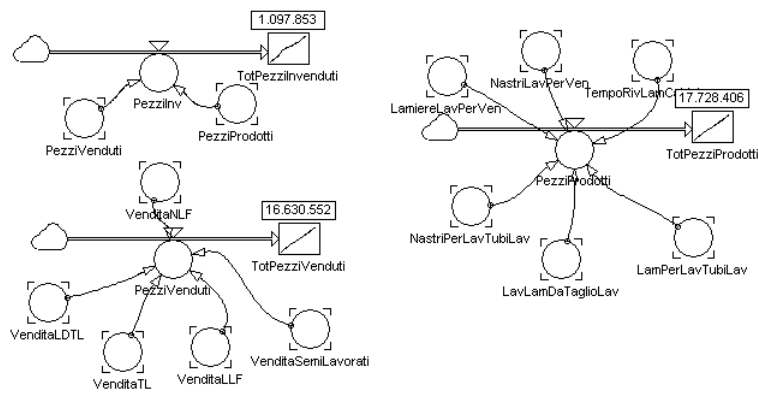 1.097.853
TotPezziInvenduti
PezziInv
PezziVenduti
PezziProdotti
VenditaNLF
16.630.552
TotPezziVenduti
PezziVenduti
VenditaLDTL
VenditaTL
VenditaLLF
VenditaSemiLavorati
NastriLavPerVen
LamiereLavPerVen
17.728.406
TotPezziProdotti
PezziProdotti
NastriPerLavTubiLav
LavLamDaTaglioLav
LamPerLavTubiLav